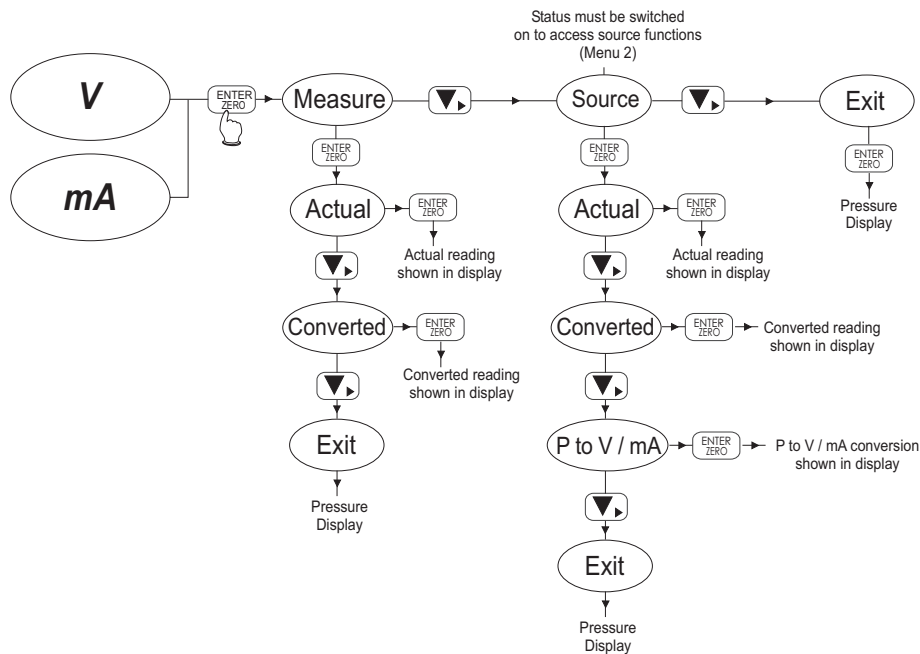 Status must be switched
on to access source functions
(Menu 2)
V
mA
ENTER
ZERO
Measure
Source
Exit
ENTER
ZERO
ENTER
ZERO
ENTER
ZERO
Pressure
Display
Actual
ENTER
ZERO
Actual reading
shown in display
Actual
ENTER
ZERO
Actual reading
shown in display
Converted
ENTER
ZERO
Converted reading
shown in display
Converted
ENTER
ZERO
Converted reading
shown in display
Exit
Pressure
Display
P to V / mA
ENTER
ZERO
P to V / mA conversion
shown in display
Exit
Pressure
Display